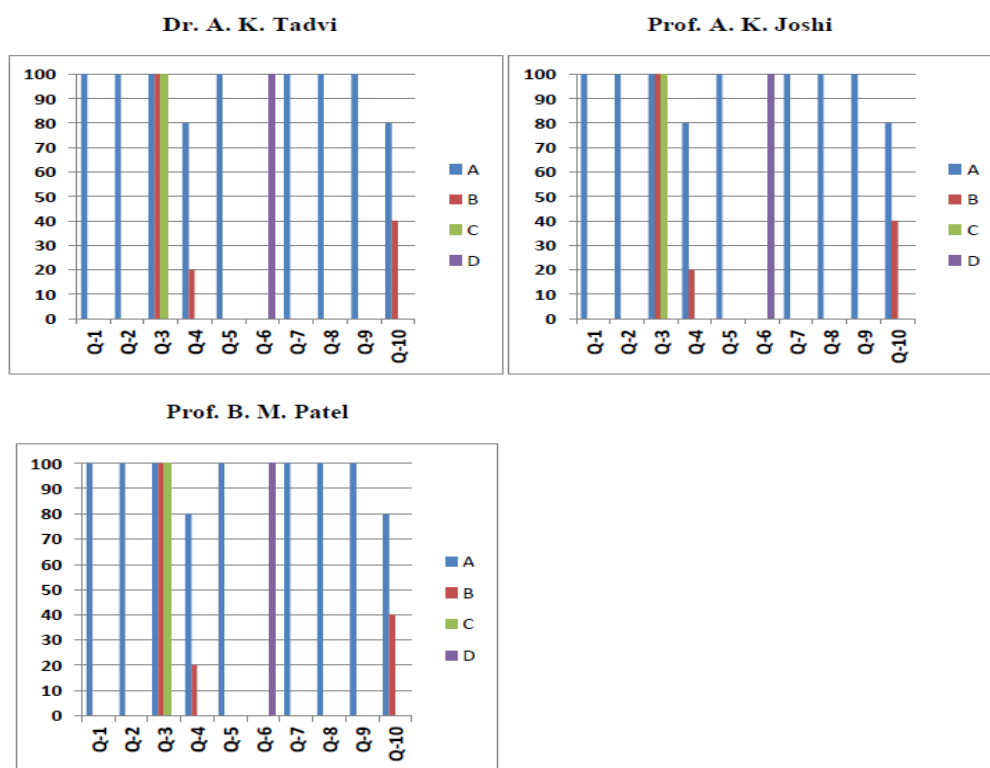 Dr. A. K. Tadvi
100
90
80
70
60
50
40
30
20
10
0
Q-1
Q-2
Q-3
Q-4
Q-5
Q-6
Q-7
Q-8
Q-9
Q-10
A
B
C
D
Prof. A. K. Joshi
100
90
80
70
60
50
40
30
20
10
0
Q-1
Q-2
Q-3
Q-4
Q-5
Q-6
Q-7
Q-8
Q-9
Q-10
A
B
C
D
Prof. B. M. Patel
100
90
80
70
60
50
40
30
20
10
0
Q-1
Q-2
Q-3
Q-4
Q-5
Q-6
Q-7
Q-8
Q-9
Q-10
A
B
C
D